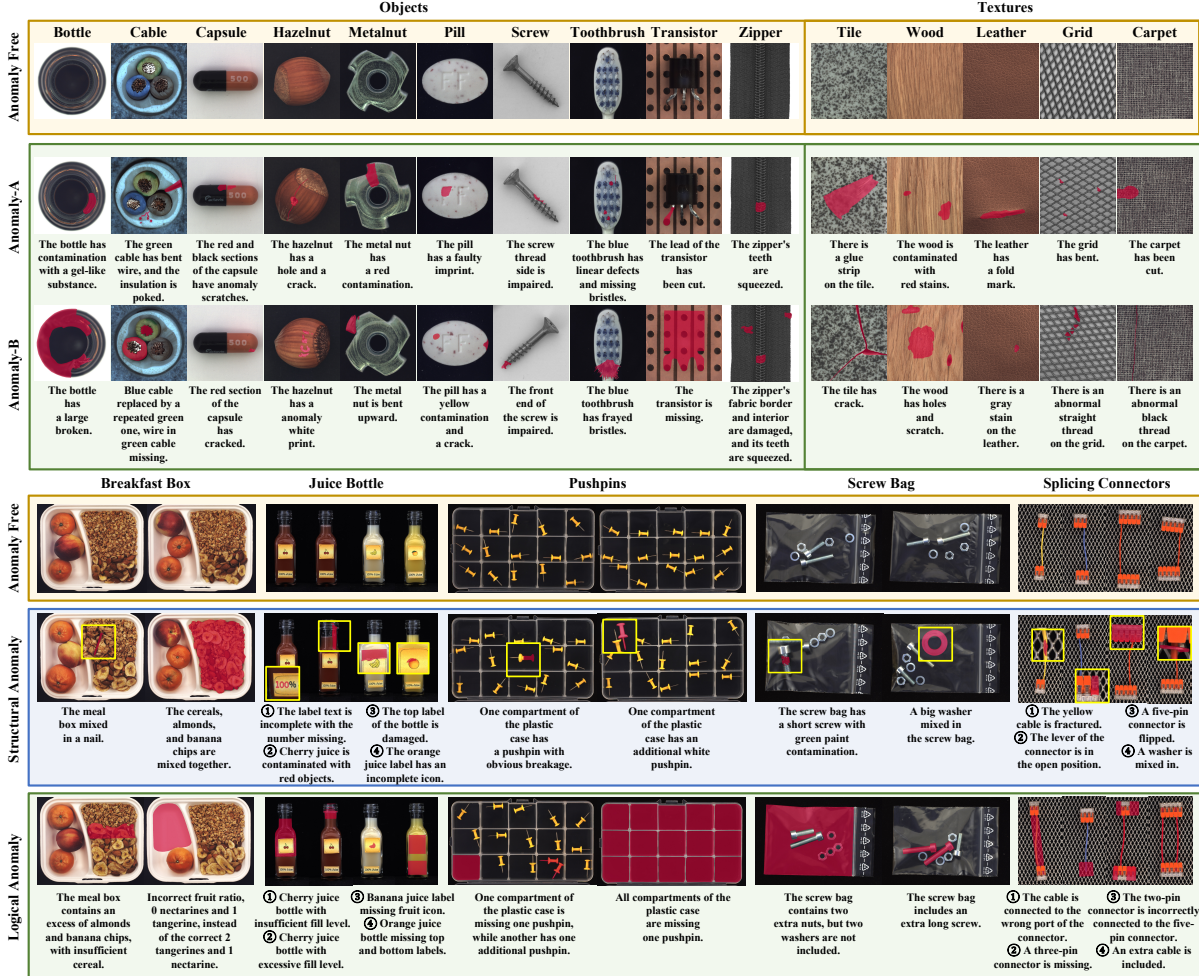 Objects
Textures
Bottle Cable Capsule Hazelnut Metalnut Pill Screw Toothbrush Transistor Zipper Tile Wood Leather Grid Carpet
Anomaly Free
500
FF
Anomaly-A
500
The bottle has
contamination
with a gel-like
substance.
The green
cable has bent
wire, and the
insulation is
poked.
The red and
black sections
of the capsule
have anomaly
scratches.
The hazelnut
has a
hole and a
crack.
The metal nut
has
a red
contamination.
The pill
has a faulty
imprint.
The screw
thread
side is
impaired.
The blue
toothbrush has
linear defects
and missing
bristles.
The lead of the
transistor
has
been cut.
The zipper's
teeth
are
squeezed.
There is
a glue
strip
on the tile.
The wood is
contaminated
with
red stains.
The leather
has
a fold
mark.
The grid
has bent.
The carpet
has been
cut.
Anomaly-B
500
FF
The bottle
has
a large
broken.
Blue cable
replaced by a
repeated green
one, wire in
green cable
missing.
The red section
of the
capsule
has
cracked.
The hazelnut
has a
anomaly
white
print.
The metal
nut is bent
upward.
The pill has a
yellow
contamination
and
a crack.
The front
end of
the screw is
impaired.
The blue
toothbrush
has frayed
bristles.
The
transistor is
missing.
The zipper's
fabric border
and interior
are damaged,
and its teeth
are squeezed.
The tile has
crack.
The wood
has holes
and
scratch.
There is a
gray
stain
on the
leather.
There is an
abnormal
straight
thread
on the grid.
There is an
abnormal
black
thread
on the carpet.
Breakfast Box Juice Bottle Pushpins Screw Bag Splicing Connectors
Anomaly Free
Structural Anomaly
100%
The meal
box mixed
in a nail.
The cereals,
almonds,
and banana
chips are
mixed together.
① The label text is
incomplete with the
number missing.
② Cherry juice is
contaminated with
red objects.
③ The top label
of the bottle is
damaged.
④ The orange
juice label has an
incomplete icon.
One compartment of
the plastic
case has
a pushpin with
obvious breakage.
One compartment
of the plastic
case has an
additional white
pushpin.
The screw bag has
a short screw with
green paint
contamination.
A big washer
mixed in
the screw bag.
① The yellow
cable is fractured.
② The lever of the
connector is in
the open position.
③ A five-pin
connector is
flipped.
④ A washer is
mixed in.
Logical Anomaly
The meal box
contains an
excess of almonds
and banana chips,
with insufficient
cereal.
Incorrect fruit ratio,
0 nectarines and 1
tangerine, instead of
the correct 2
tangerines and 1
nectarine.
① Cherry juice
bottle with
insufficient fill level.
② Cherry juice
bottle with
excessive fill level.
③ Banana juice label
missing fruit icon.
④ Orange juice
bottle missing top
and bottom labels.
One compartment of
the plastic case is
missing one pushpin,
while another has one
additional pushpin.
All compartments of
the plastic case
are missing
one pushpin.
The screw bag
contains two
extra nuts, but two
washers are not
included.
The screw bag
includes an
extra long screw.
① The cable is
connected to the
wrong port of the
connector.
② A three-pin
connector is missing.
③ The two-pin
connector is incorrectly
connected to the five-
pin connector.
④ An extra cable is
included.